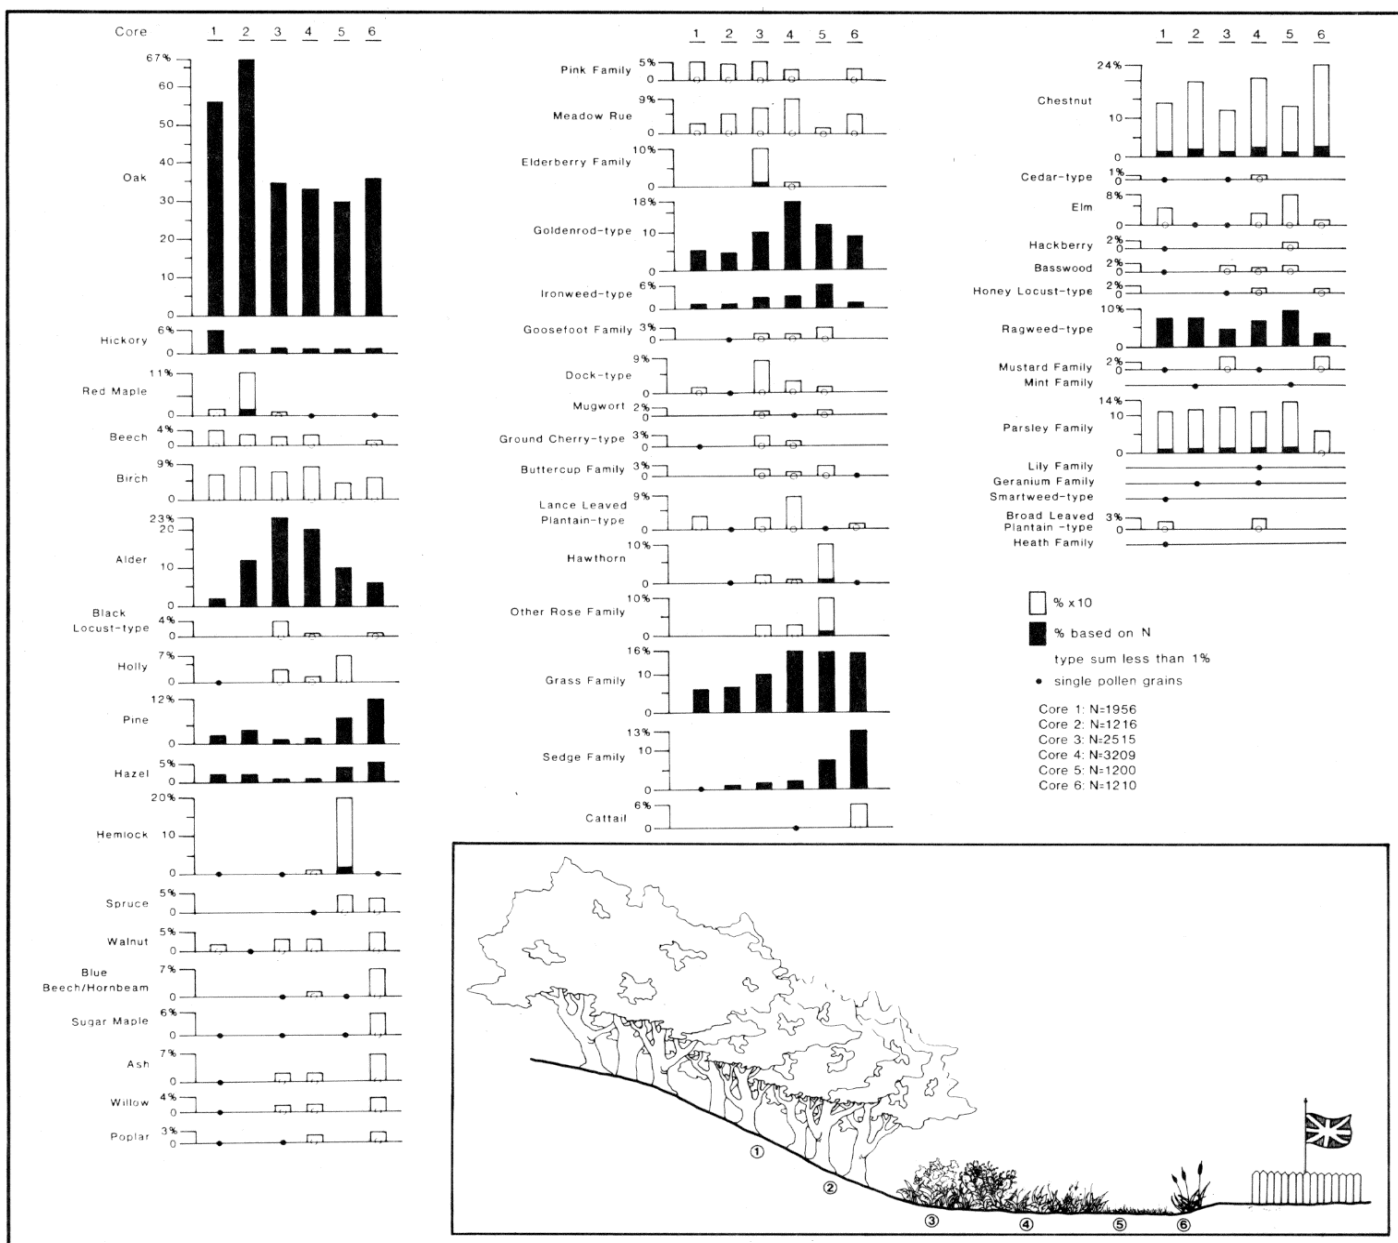 Core 1 2 3 4 5 6
67%
60
50
40
Oak
30
20
10
0
Hickory 6%
0
11%
Red Maple
0
Beech 4%
0
9%
Birch
0
23%
20
Alder
10
0
Black
Locust-type 4%
0
7%
Holly
0
12%
Pine
0
Hazel 5%
0
20%
Hemlock 10
0
Spruce 5%
0
Walnut 5%
0
Blue
Beech/Hornbeam 7%
0
Sugar Maple 6%
0
Ash 7%
0
Willow 4%
0
Poplar 3%
0
1 2 3 4 5 6
Pink Family 5%
0
9%
Meadow Rue
0
Elderberry Family 10%
0
18%
Goldenrod-type 10
0
Ironweed-type 6%
0
Goosefoot Family 3%
0
9%
Dock-type
0
Mugwort 2%
0
Ground Cherry-type 3%
0
Buttercup Family 3%
0
9%
Lance Leaved
Plantain-type
0
10%
Hawthorn
0
10%
Other Rose Family
0
16%
Grass Family 10
0
13%
10
Sedge Family
0
6%
Cattail 0
1 2 3 4 5 6
24%
Chestnut
10
0
Cedar-type 1%
0
8%
Elm
0
Hackberry 2%
0
Basswood 2%
0
Honey Locust-type 2%
0
10%
Ragweed-type
0
Mustard Family 2%
0
Mint Family
14%
10
Parsley Family
0
Lily Family
Geranium Family
Smartweed-type
Broad Leaved 3%
Plantain -type 0
Heath Family
% x10
% based on N
type sum less than 1%
• single pollen grains
Core 1: N=1956
Core 2: N=1216
Core 3: N=2515
Core 4: N=3209
Core 5: N=1200
Core 6: N=1210
①
②
③ ④ ⑤ ⑥